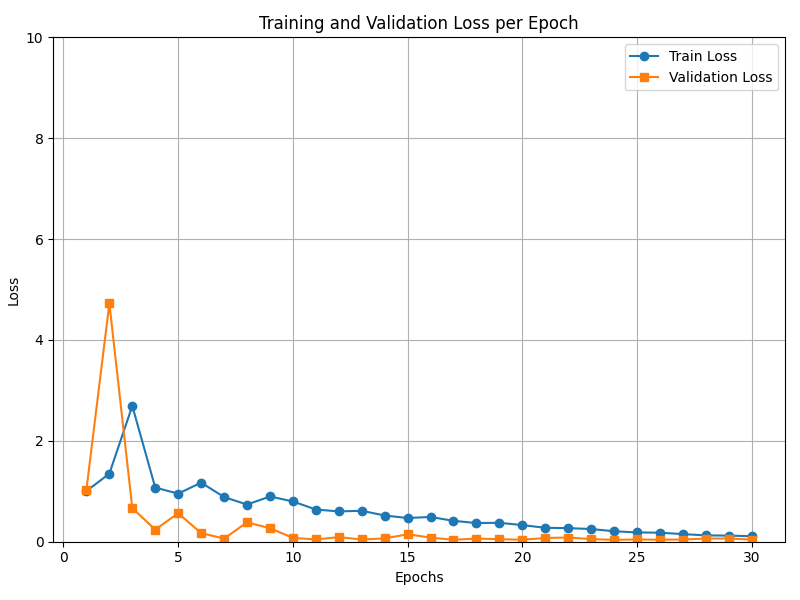 Training and Validation Loss per Epoch
10
8
6
4
2
0
Loss
Train Loss
Validation Loss
0 5 10 15 20 25 30
Epochs